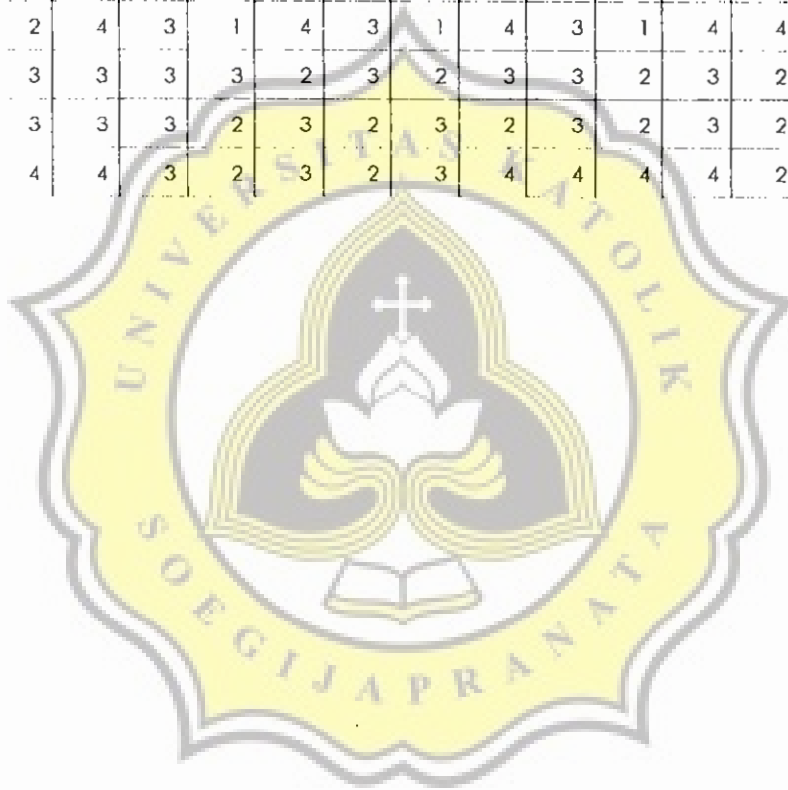 2 4 3 1 4 3 1 4 3 1 4 4
3 3 3 3 2 3 2 3 3 2 3 2
3 3 3 2 3 2 3 2 3 2 3 2
4 4 3 2 3 2 3 4 4 4 4 2
UNIVERSITAS KATOLIK
SOEGIJAPRANATA